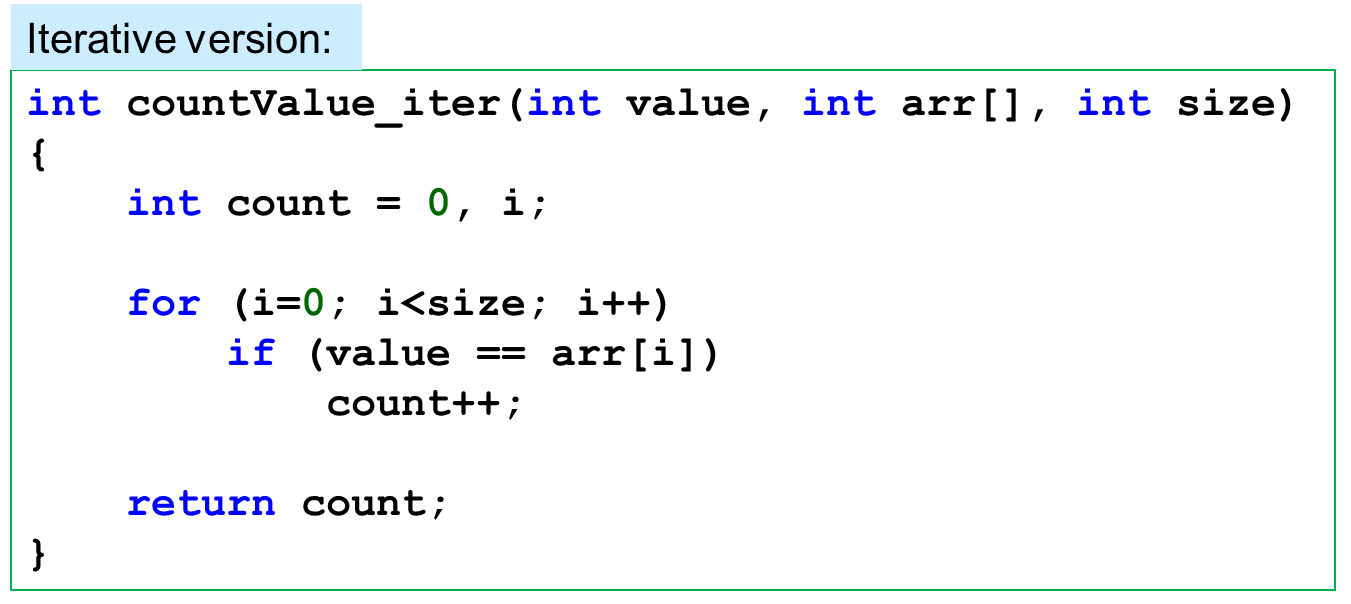 Iterative version:
int countValue_iter(int value, int arr[], int size)
{
    int count = 0, i;
    for (i=0; i<size; i++)
        if (value == arr[i])
            count++;
    return count;
}